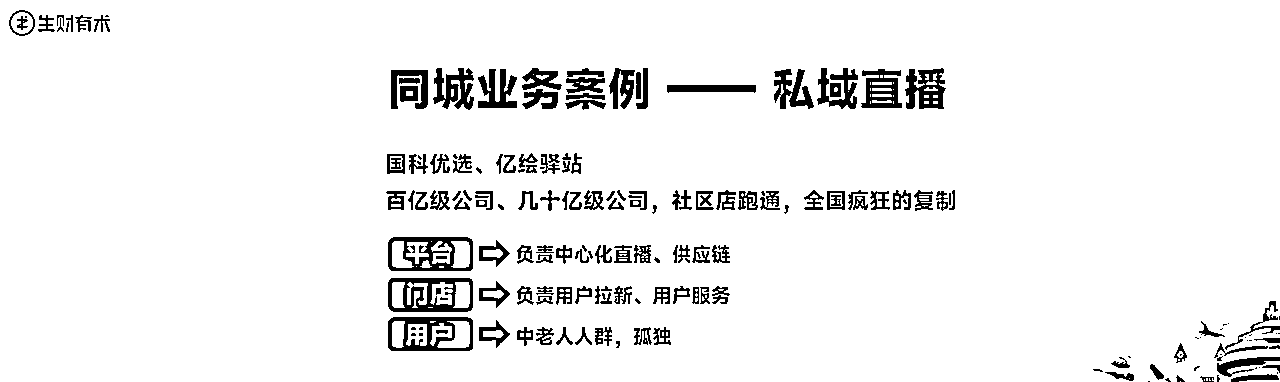 生财有术
同城业务案例 —— 私域直播
国科优选、亿绘驿站
百亿级公司、几十亿级公司，社区店跑通，全国疯狂的复制
平台 负责中心化直播、供应链
门店 负责用户拉新、用户服务
用户 中老人人群，孤独